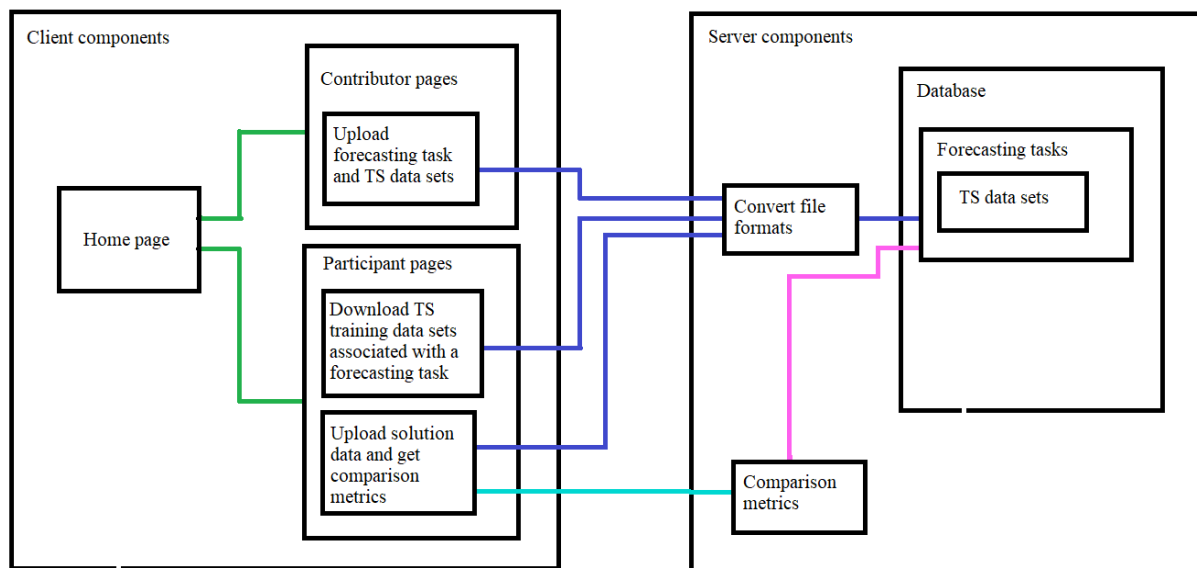 Client components
Contributor pages
Upload
forecasting task
and TS data sets
Home page
Participant pages
Download TS
training data sets
associated with a
forecasting task
Upload solution
data and get
comparison
metrics
Server components
Database
Forecasting tasks
TS data sets
Convert file
formats
Comparison
metrics